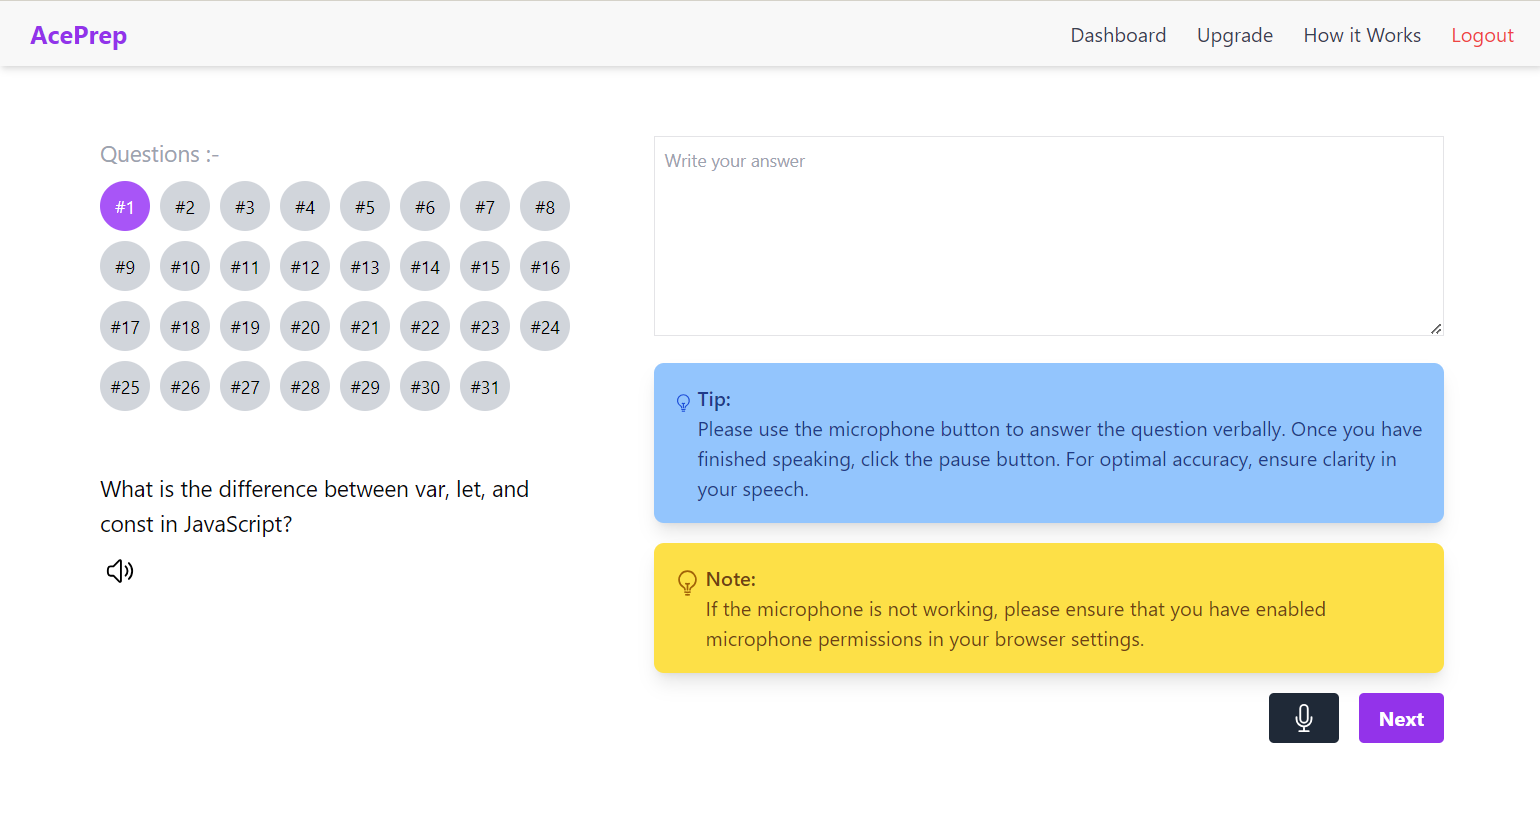 AcePrep
Dashboard Upgrade How it Works Logout
Questions :-
#1 #2 #3 #4 #5 #6 #7 #8
#9 #10 #11 #12 #13 #14 #15 #16
#17 #18 #19 #20 #21 #22 #23 #24
#25 #26 #27 #28 #29 #30 #31
What is the difference between var, let, and
const in JavaScript?
Write your answer
Tip:
Please use the microphone button to answer the question verbally. Once you have
finished speaking, click the pause button. For optimal accuracy, ensure clarity in
your speech.
Note:
If the microphone is not working, please ensure that you have enabled
microphone permissions in your browser settings.
Next